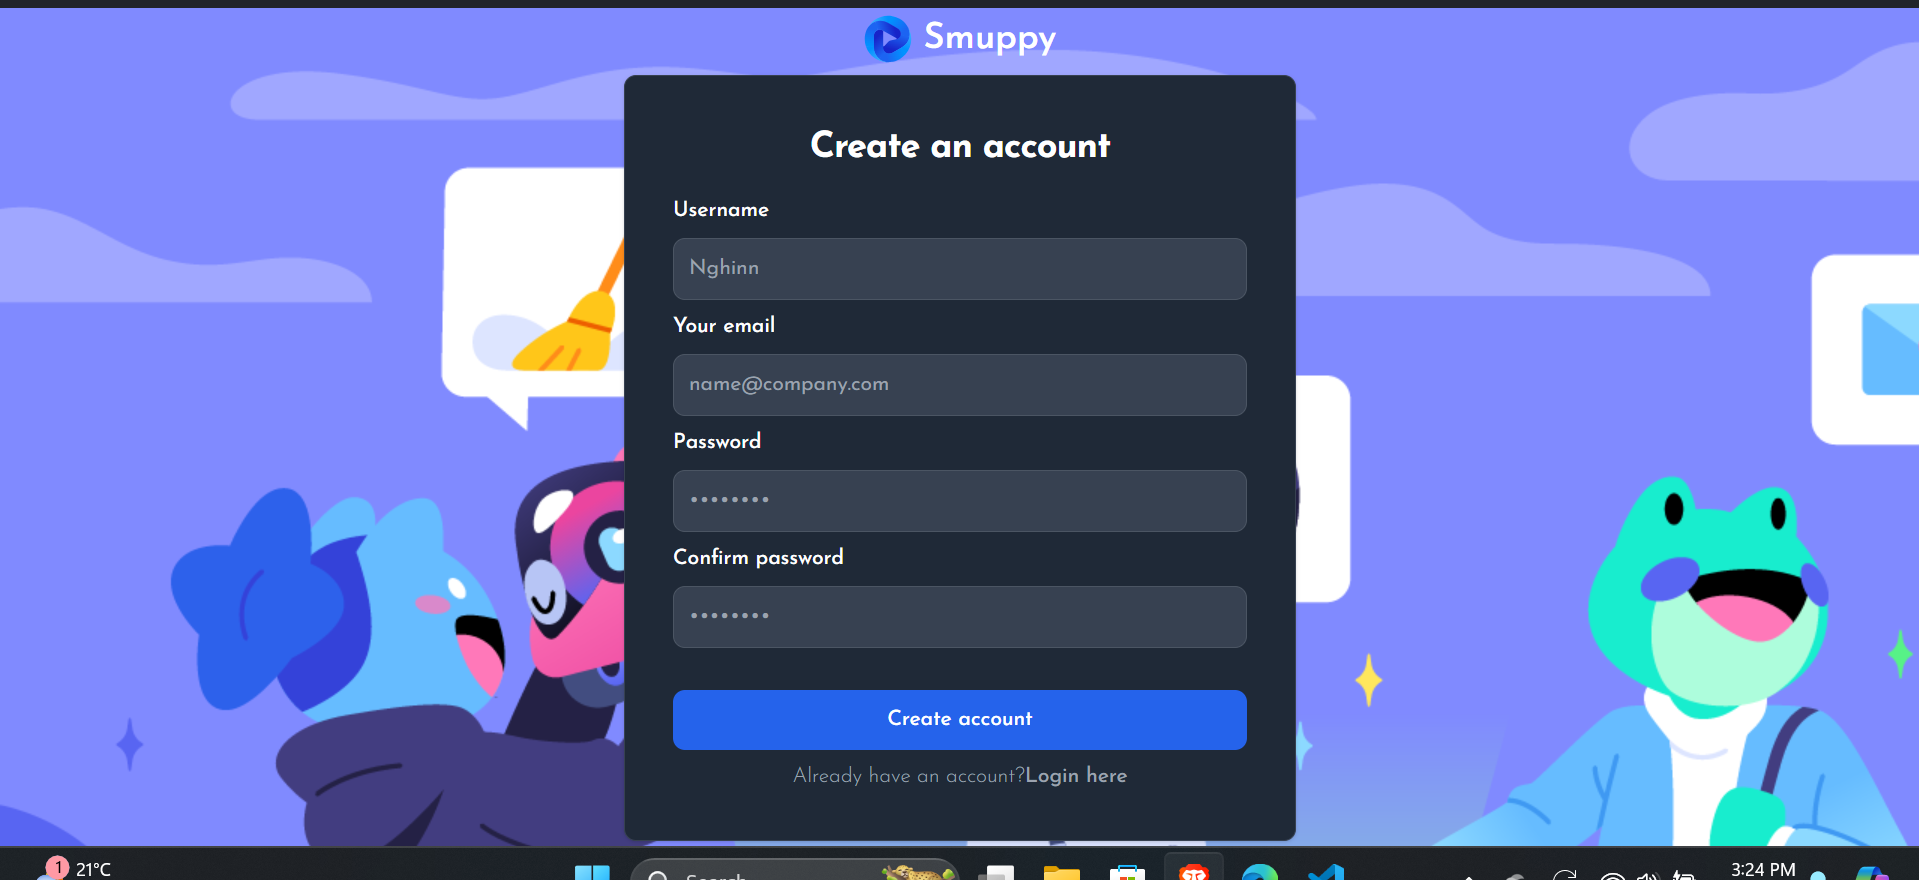 Smuppy
Create an account
Username
Nghinn
Your email
name@company.com
Password
••••••••
Confirm password
••••••••
Create account
Already have an account?Login here
1
21°C
Search
3:24 PM